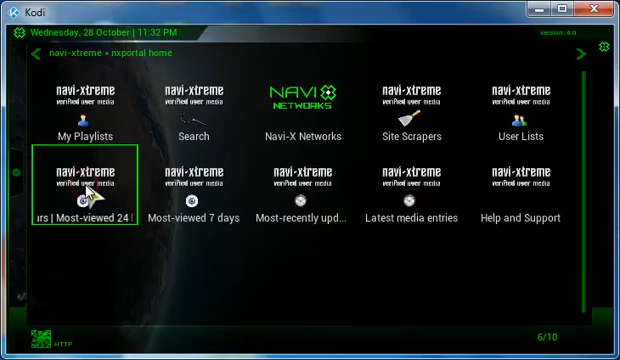 Kodi
Wednesday, 28 October | 11:32 PM
version: 4.0
navi-xtreme » nxportal home
navi-xtreme
verified user media
navi-xtreme
verified user media
NAVI
NETWORKS
navi-xtreme
verified user media
navi-xtreme
verified user media
My Playlists
Search
Navi-X Networks
Site Scrapers
User Lists
navi-xtreme
verified user media
navi-xtreme
verified user media
navi-xtreme
verified user media
navi-xtreme
verified user media
navi-xtreme
verified user media
urs | Most-viewed 24
Most-viewed 7 days
Most-recently upd...
Latest media entries
Help and Support
HTTP
6/10